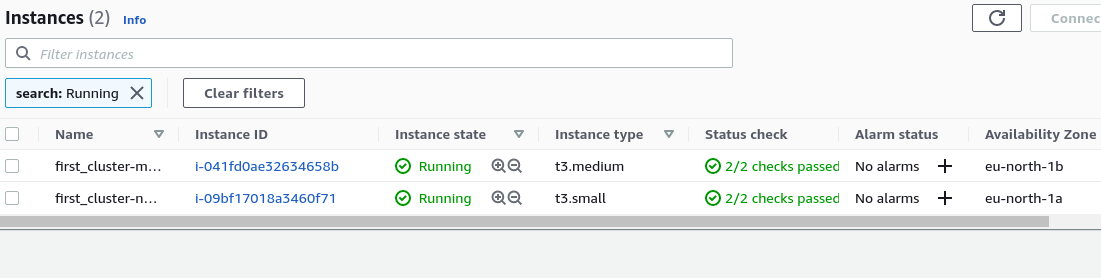 Instances (2) Info
Connec
Filter instances
search: Running
Clear filters
Name Instance ID Instance state Instance type Status check Alarm status Availability Zone
first_cluster-m... i-041fd0ae32634658b Running t3.medium 2/2 checks passed No alarms eu-north-1b
first_cluster-n... i-09bf17018a3460f71 Running t3.small 2/2 checks passed No alarms eu-north-1a